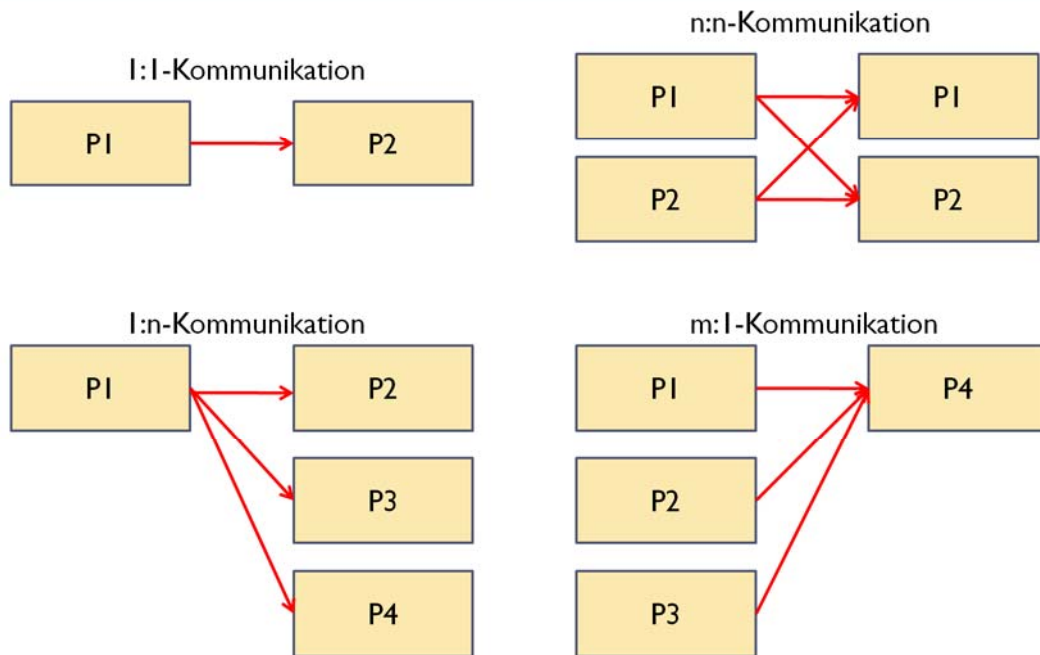 1:1-Kommunikation
P1
P2
n:n-Kommunikation
P1
P1
P2
P2
1:n-Kommunikation
P1
P2
P3
P4
m:1-Kommunikation
P1
P4
P2
P3